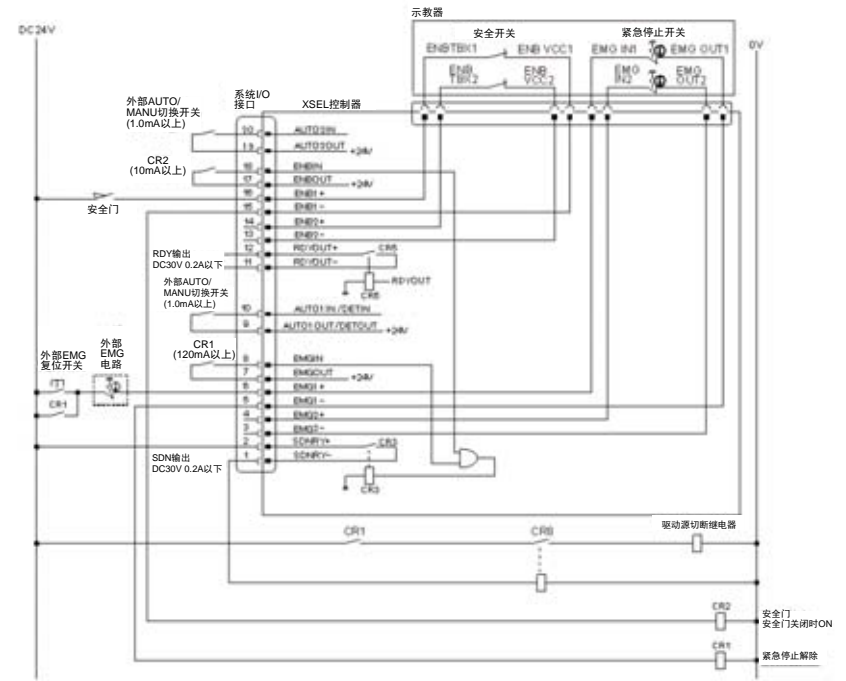 示教器
DC24V
安全开关
紧急停止开关
0V
ENBTBX1
ENB VCC1
EMG IN1
EMG OUT1
ENB
TBX2
ENB
VCC2
EMG
IN2
EMG
OUT2
系统I/O
接口
XSEL控制器
外部AUTO/
MANU切换开关
(1.0mA以上)
20
AUTO2IN
19
AUTO2OUT
+24V
CR2
(10mA以上)
18
ENBIN
17
ENBOUT
+24V
16
ENB1+
安全门
15
ENB1-
14
ENB2+
13
ENB2-
RDY输出
DC30V 0.2A以下
12
RDYOUT+
CR6
11
RDYOUT-
RDYOUT
CR6
外部AUTO/
MANU切换开关
(1.0mA以上)
10
AUTO1IN/DETIN
9
AUTO1OUT/DETOUT
+24V
CR1
(120mA以上)
外部EMG
复位开关
外部
EMG
电路
8
EMGIN
7
EMGOUT
+24V
6
EMG1+
CR1
5
EMG1-
4
EMG2+
3
EMG2-
2
SDNRY+
CR3
SDN输出
DC30V 0.2A以下
1
SDNRY-
CR3
CR1
CR6
驱动源切断继电器
CR2
安全门
安全门关闭时ON
CR1
紧急停止解除